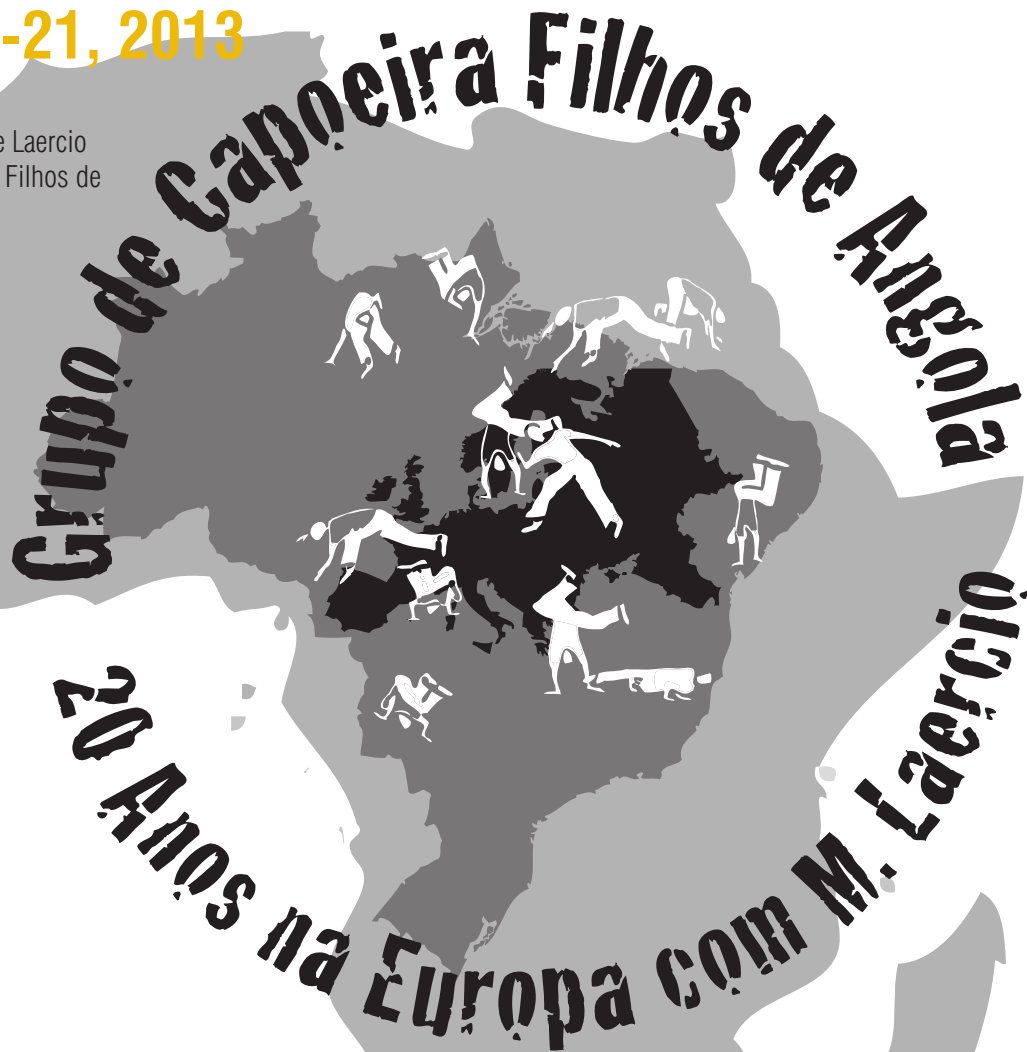 -21, 2013
e Laercio
Filhos de
Grupo de Capoeira Filhos de Angola
20 Anos na Europa com M. Laercio